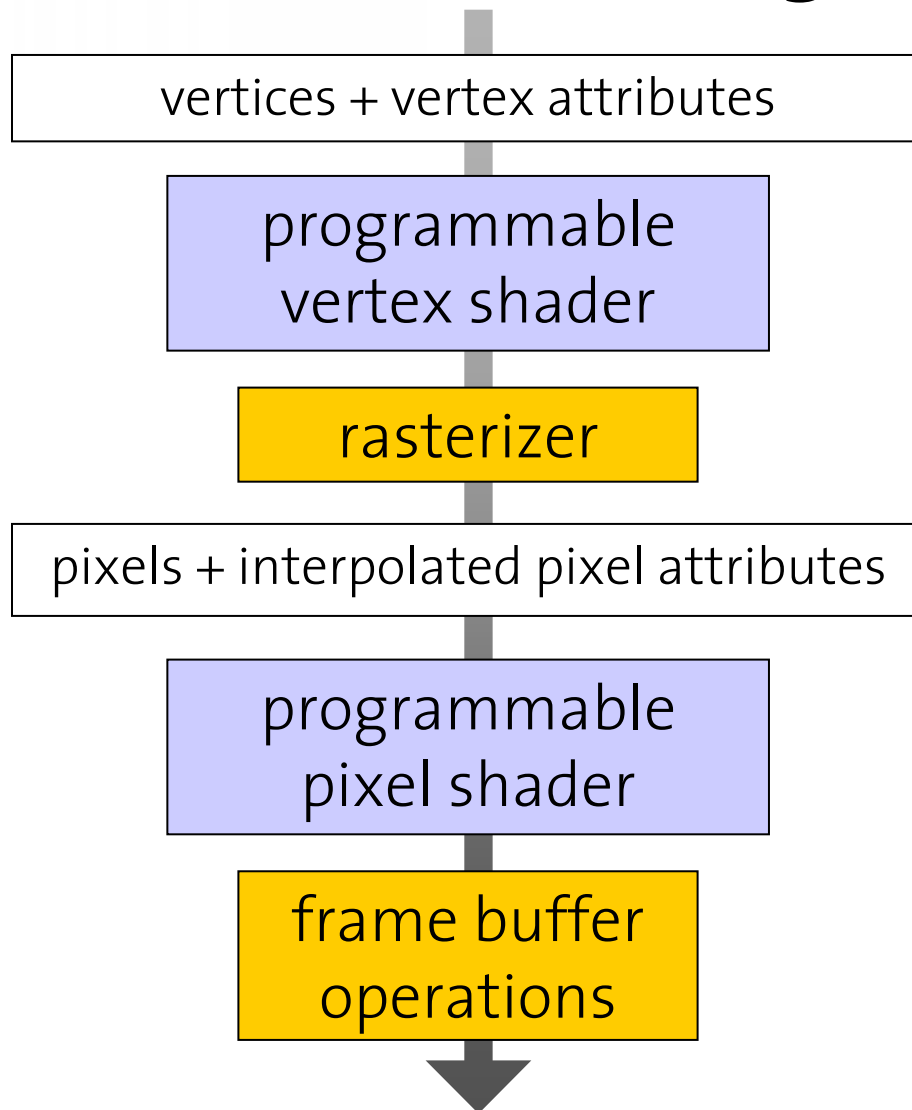 vertices + vertex attributes
programmable
vertex shader
rasterizer
pixels + interpolated pixel attributes
programmable
pixel shader
frame buffer
operations